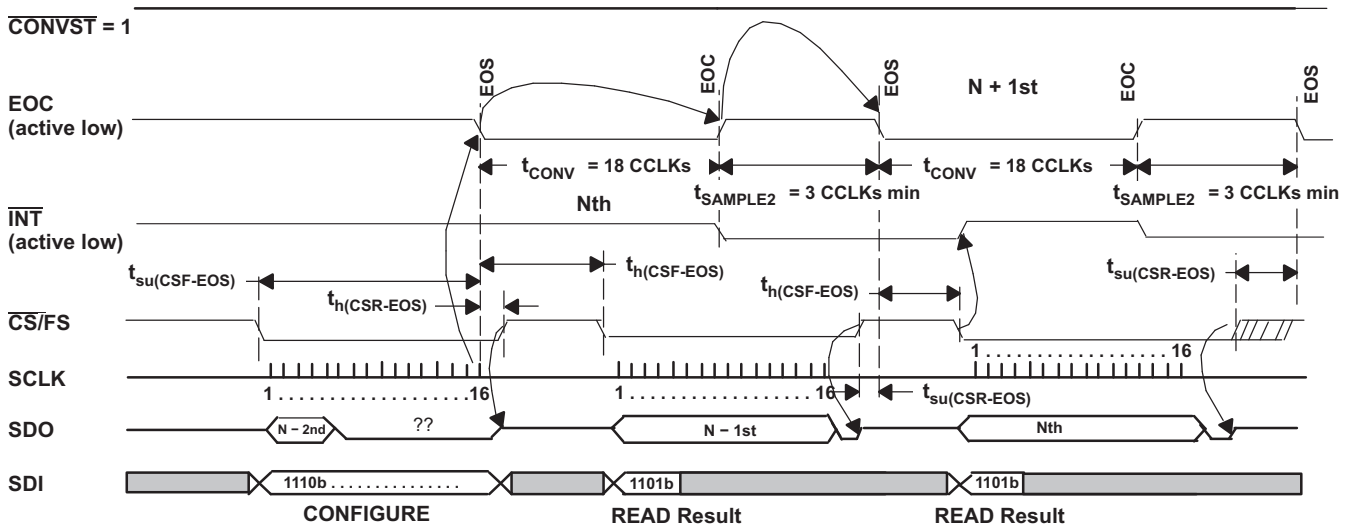 CONVST = 1
EOS
EOC
EOS
N + 1st
EOC
EOS
EOC
(active low)
tCONV = 18 CCLKs
tCONV = 18 CCLKs
tSAMPLE2 = 3 CCLKs min
tSAMPLE2 = 3 CCLKs min
Nth
INT
(active low)
tsu(CSF-EOS)
th(CSF-EOS)
tsu(CSR-EOS)
th(CSR-EOS)
th(CSF-EOS)
CS/FS
1 . . . . . . . . . . . . . . . . . . 16
SCLK
1 . . . . . . . . . . . . . . . . . . 16
1 . . . . . . . . . . . . . . . . . . 16
tsu(CSR-EOS)
SDO
N − 2nd
??
N − 1st
Nth
SDI
1110b . . . . . . . . . . . . . . .
1101b
1101b
CONFIGURE
READ Result
READ Result